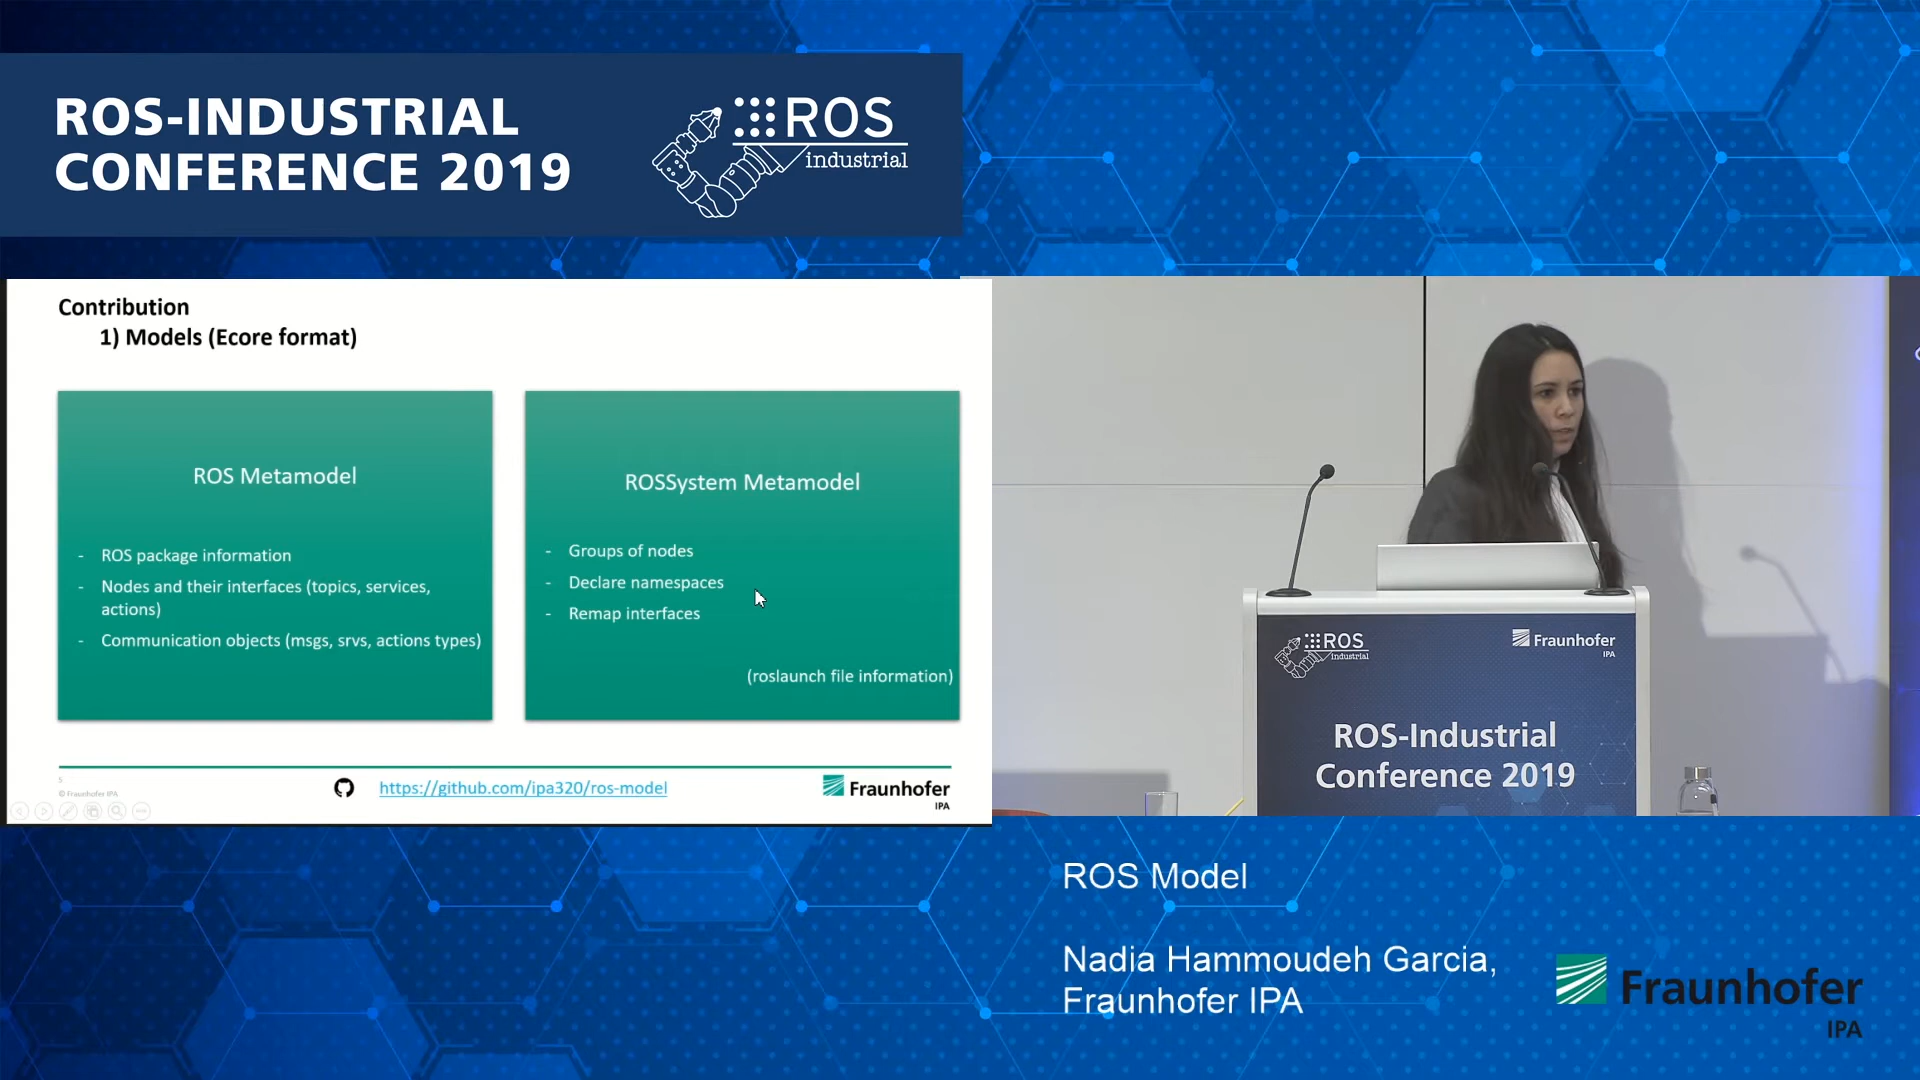 ROS-INDUSTRIAL
CONFERENCE 2019
ROS
industrial
Contribution
1) Models (Ecore format)
ROS Metamodel
- ROS package information
- Nodes and their interfaces (topics, services,
actions)
- Communication objects (msgs, srvs, actions types)
ROSSystem Metamodel
- Groups of nodes
- Declare namespaces
- Remap interfaces
(roslaunch file information)
5
© Fraunhofer IPA
https://github.com/ipa320/ros-model
Fraunhofer
IPA
ROS
industrial
Fraunhofer
IPA
ROS-Industrial
Conference 2019
ROS Model
Nadia Hammoudeh Garcia,
Fraunhofer IPA
Fraunhofer
IPA